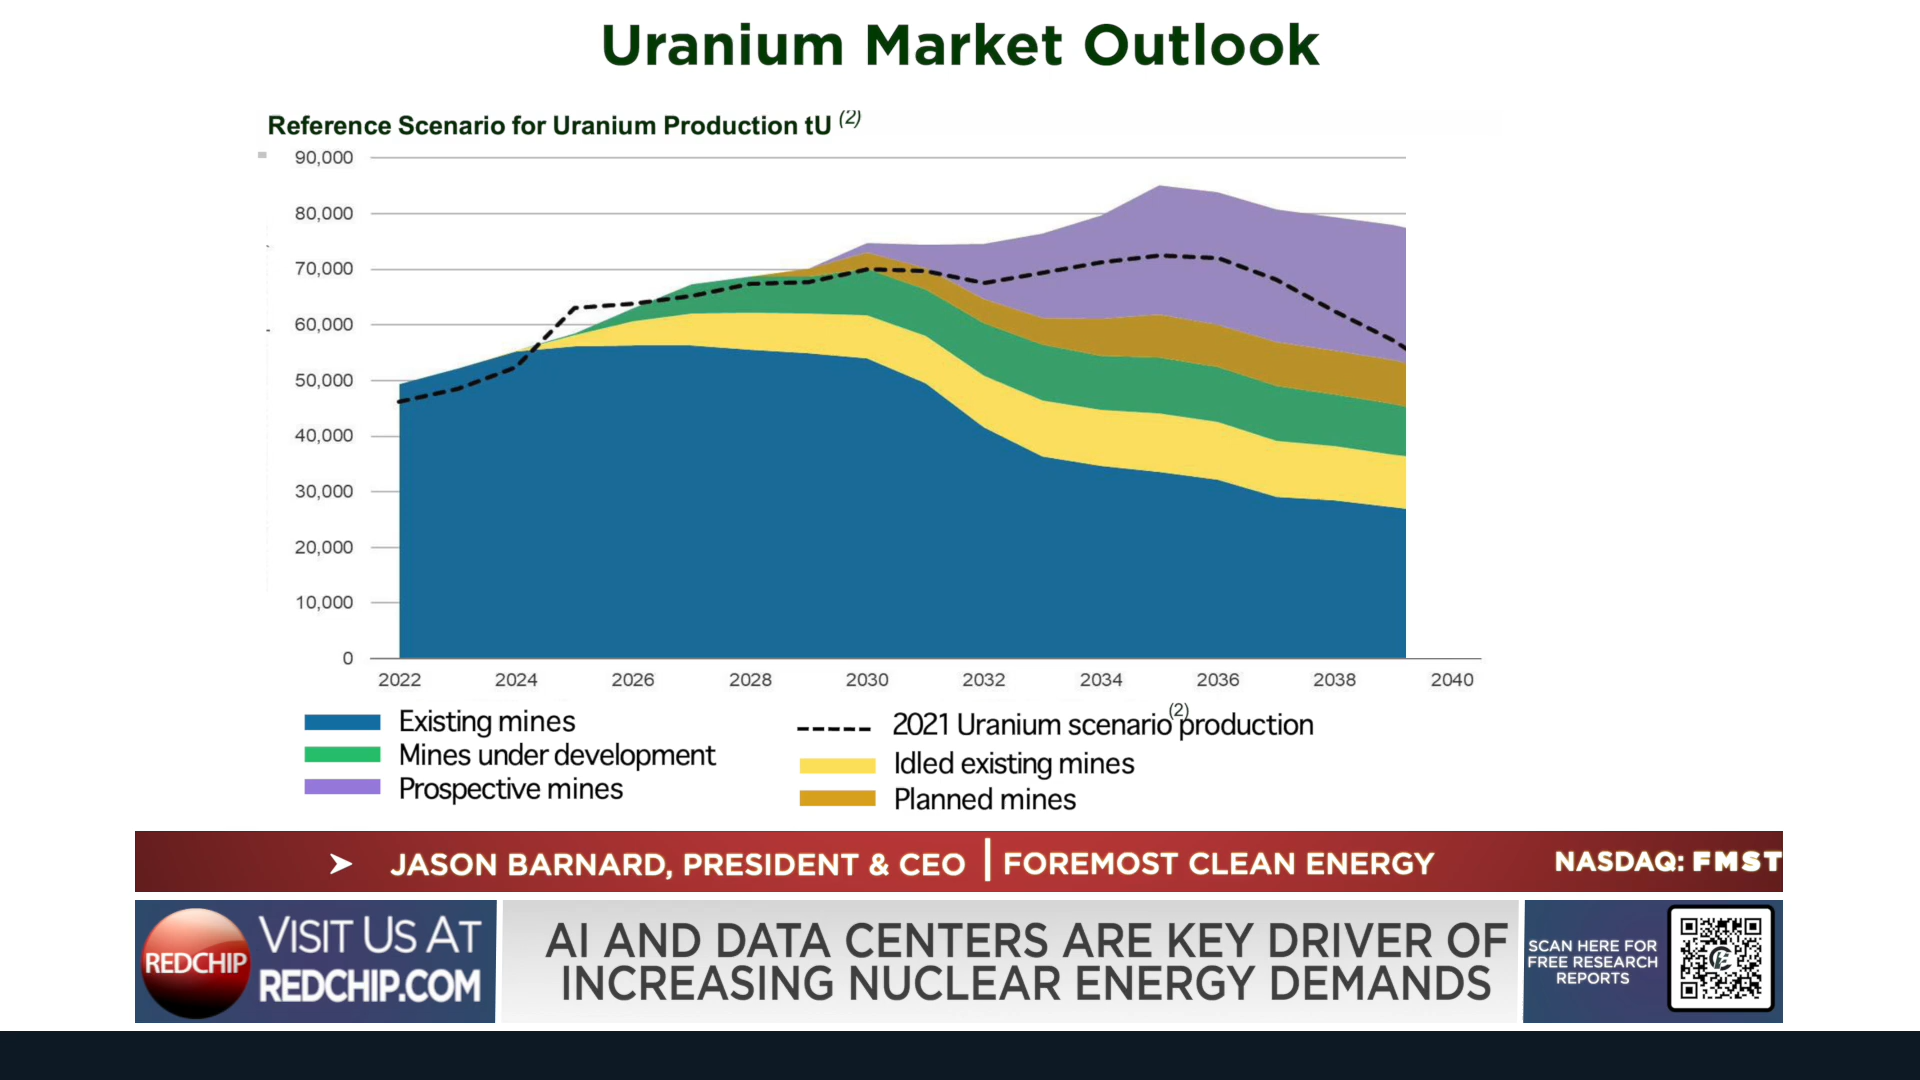 Uranium Market Outlook
Reference Scenario for Uranium Production tU (2)
90,000
80,000
70,000
60,000
50,000
40,000
30,000
20,000
10,000
0
2022 2024 2026 2028 2030 2032 2034 2036 2038 2040
Existing mines
Mines under development
Prospective mines
2021 Uranium scenario(2)production
Idled existing mines
Planned mines
JASON BARNARD, PRESIDENT & CEO | FOREMOST CLEAN ENERGY NASDAQ: FMST
REDCHIP
VISIT US AT
REDCHIP.COM
AI AND DATA CENTERS ARE KEY DRIVER OF
INCREASING NUCLEAR ENERGY DEMANDS
SCAN HERE FOR
FREE RESEARCH
REPORTS